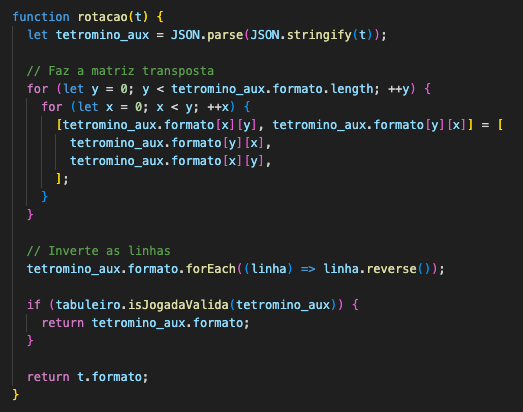 function rotacao(t) {
  let tetromino_aux = JSON.parse(JSON.stringify(t));

  // Faz a matriz transposta
  for (let y = 0; y < tetromino_aux.formato.length; ++y) {
    for (let x = 0; x < y; ++x) {
      [tetromino_aux.formato[x][y], tetromino_aux.formato[y][x]] = [
        tetromino_aux.formato[y][x],
        tetromino_aux.formato[x][y],
      ];
    }
  }

  // Inverte as linhas
  tetromino_aux.formato.forEach((linha) => linha.reverse());

  if (tabuleiro.isJogadaValida(tetromino_aux)) {
    return tetromino_aux.formato;
  }

  return t.formato;
}